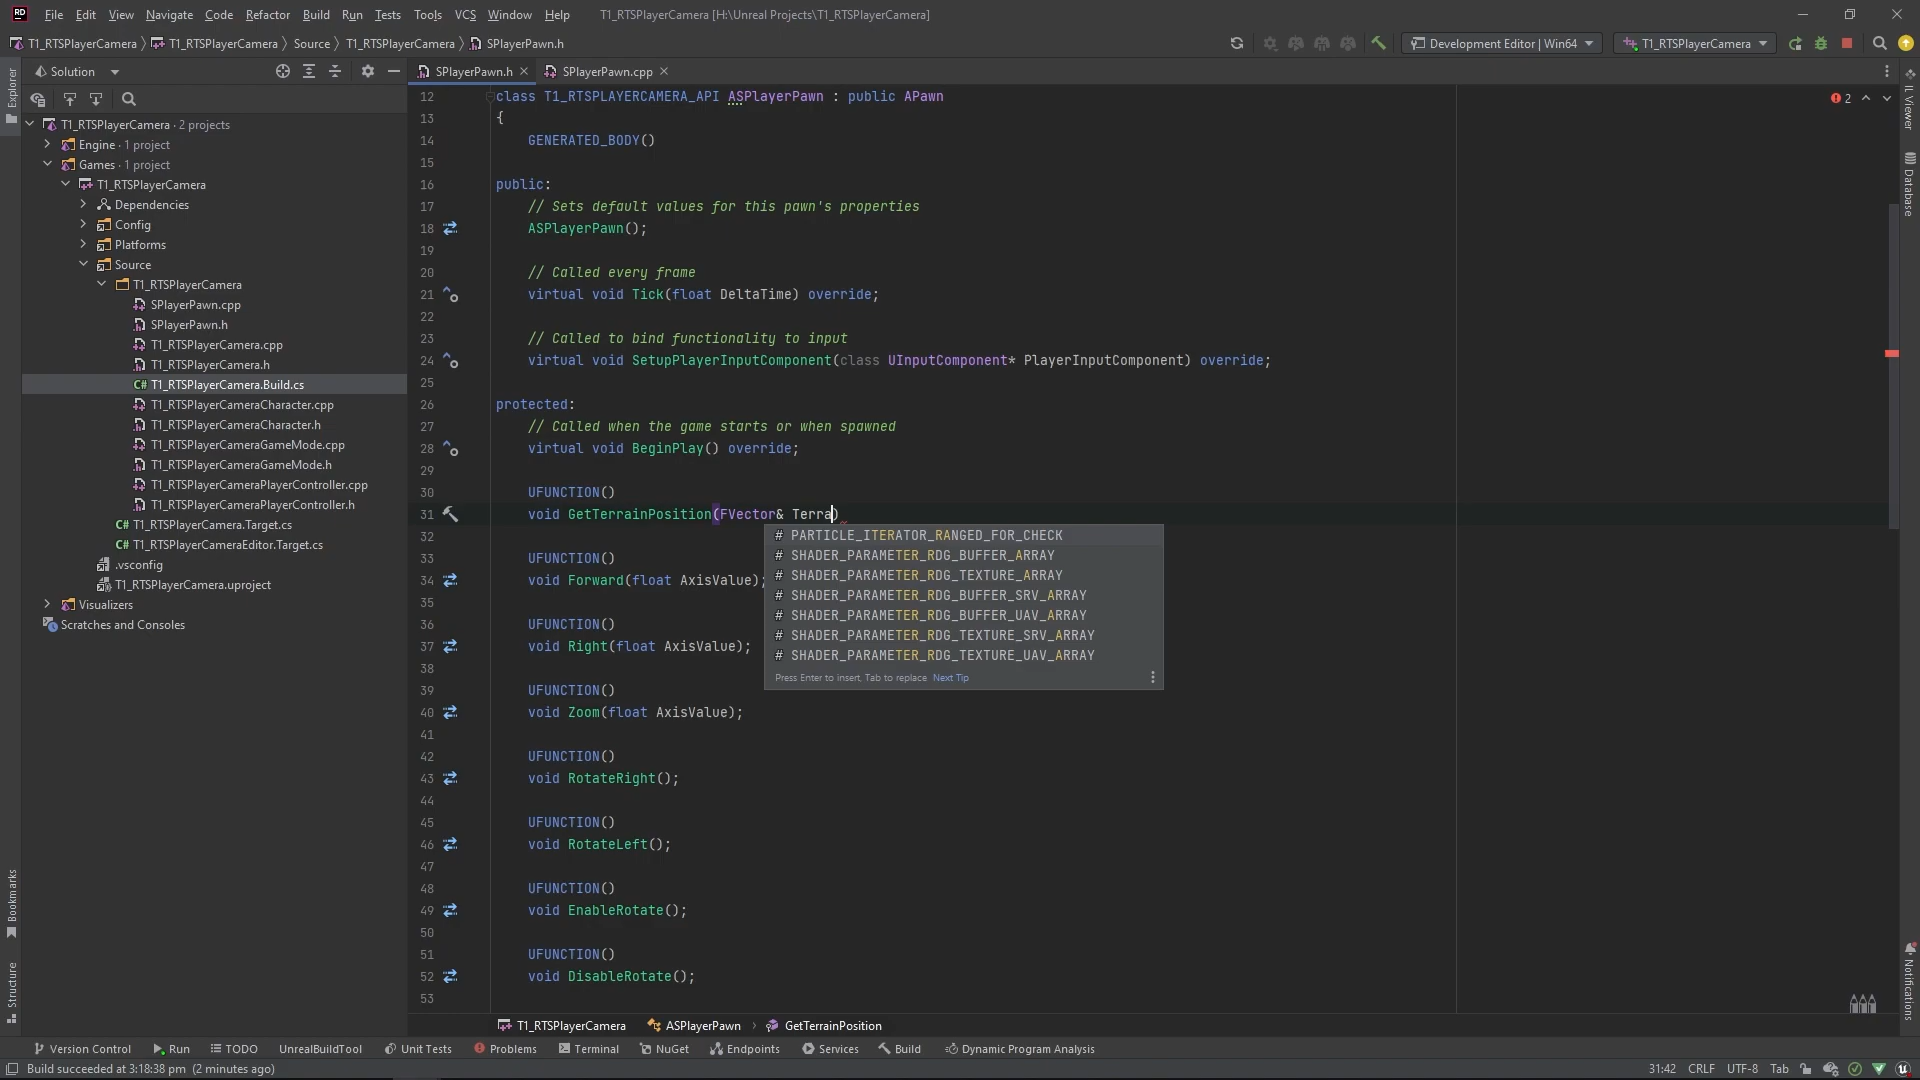 RD File Edit View Navigate Code Refactor Build Run Tests Tools VCS Window Help T1_RTSPlayerCamera [H:\Unreal Projects\T1_RTSPlayerCamera]
T1_RTSPlayerCamera T1_RTSPlayerCamera Source T1_RTSPlayerCamera SPlayerPawn.h Development Editor | Win64 T1_RTSPlayerCamera
Explorer
Solution
T1_RTSPlayerCamera · 2 projects
Engine · 1 project
Games · 1 project
T1_RTSPlayerCamera
Dependencies
Config
Platforms
Source
T1_RTSPlayerCamera
SPlayerPawn.cpp
SPlayerPawn.h
T1_RTSPlayerCamera.cpp
T1_RTSPlayerCamera.h
C# T1_RTSPlayerCamera.Build.cs
T1_RTSPlayerCameraCharacter.cpp
T1_RTSPlayerCameraCharacter.h
T1_RTSPlayerCameraGameMode.cpp
T1_RTSPlayerCameraGameMode.h
T1_RTSPlayerCameraPlayerController.cpp
T1_RTSPlayerCameraPlayerController.h
C# T1_RTSPlayerCamera.Target.cs
C# T1_RTSPlayerCameraEditor.Target.cs
.vsconfig
T1_RTSPlayerCamera.uproject
Visualizers
Scratches and Consoles
Bookmarks
Structure
SPlayerPawn.h SPlayerPawn.cpp
2
12 class T1_RTSPLAYERCAMERA_API ASPlayerPawn : public APawn
13 {
14 GENERATED_BODY()
15
16 public:
17 // Sets default values for this pawn's properties
18 ASPlayerPawn();
19
20 // Called every frame
21 virtual void Tick(float DeltaTime) override;
22
23 // Called to bind functionality to input
24 virtual void SetupPlayerInputComponent(class UInputComponent* PlayerInputComponent) override;
25
26 protected:
27 // Called when the game starts or when spawned
28 virtual void BeginPlay() override;
29
30 UFUNCTION()
31 void GetTerrainPosition(FVector& Terra)
32
33 UFUNCTION()
34 void Forward(float AxisValue);
35
36 UFUNCTION()
37 void Right(float AxisValue);
38
39 UFUNCTION()
40 void Zoom(float AxisValue);
41
42 UFUNCTION()
43 void RotateRight();
44
45 UFUNCTION()
46 void RotateLeft();
47
48 UFUNCTION()
49 void EnableRotate();
50
51 UFUNCTION()
52 void DisableRotate();
53
# PARTICLE_ITERATOR_RANGED_FOR_CHECK
# SHADER_PARAMETER_RDG_BUFFER_ARRAY
# SHADER_PARAMETER_RDG_TEXTURE_ARRAY
# SHADER_PARAMETER_RDG_BUFFER_SRV_ARRAY
# SHADER_PARAMETER_RDG_BUFFER_UAV_ARRAY
# SHADER_PARAMETER_RDG_TEXTURE_SRV_ARRAY
# SHADER_PARAMETER_RDG_TEXTURE_UAV_ARRAY
Press Enter to insert, Tab to replace Next Tip
IL Viewer
Database
Notifications
T1_RTSPlayerCamera ASPlayerPawn GetTerrainPosition
Version Control Run TODO UnrealBuildTool Unit Tests Problems Terminal NuGet Endpoints Services Build Dynamic Program Analysis
Build succeeded at 3:18:38 pm (2 minutes ago) 31:42 CRLF UTF-8 Tab